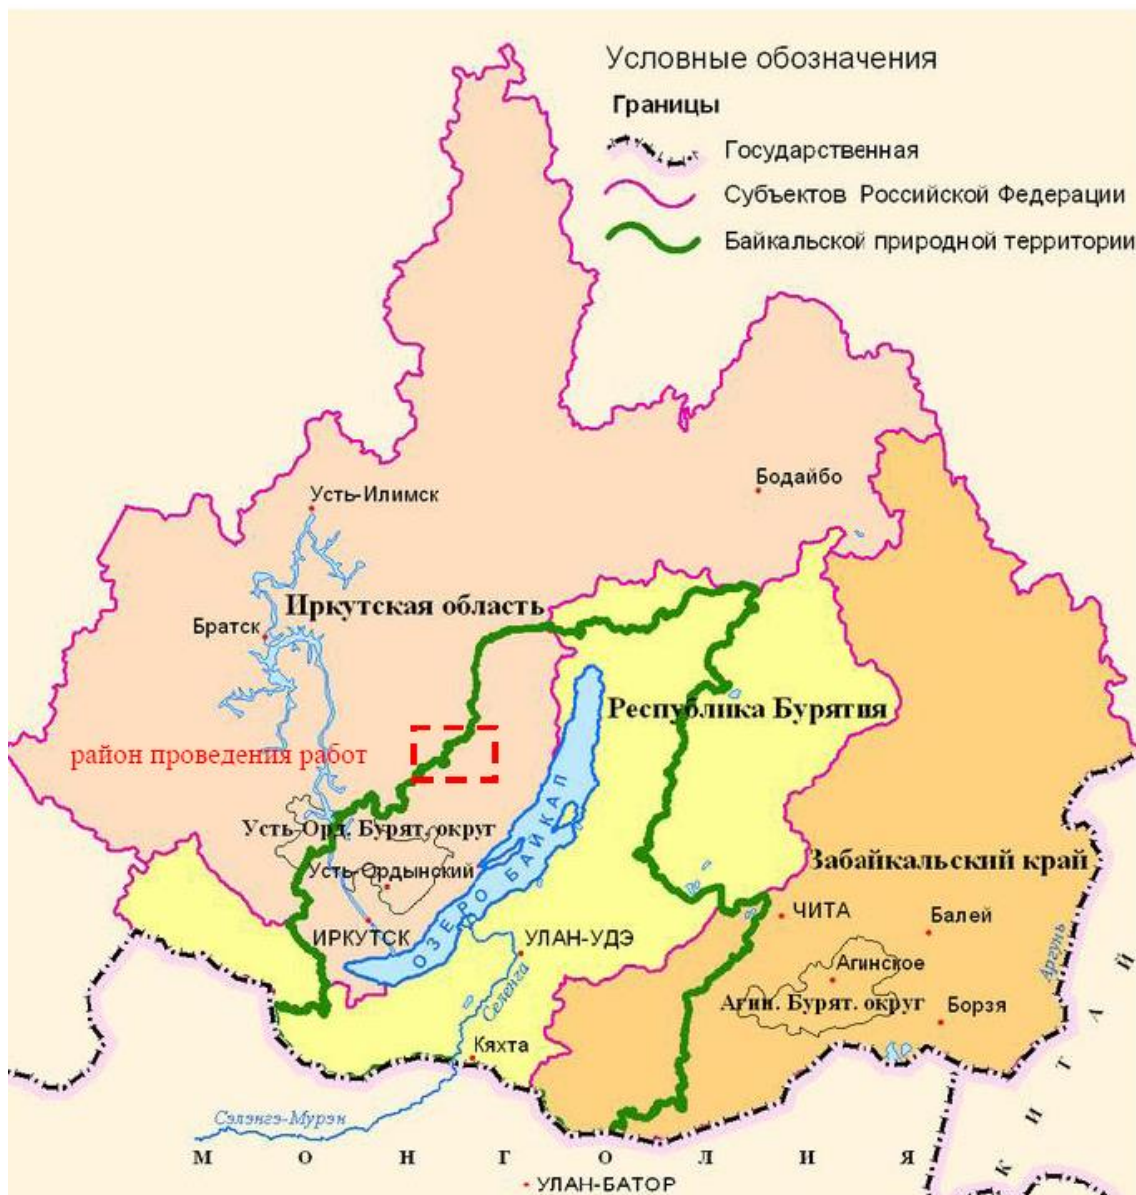 Условные обозначения
Границы
Государственная
Субъектов Российской Федерации
Байкальской природной территории
Усть-Илимск
Бодайбо
Иркутская область
Братск
Республика Бурятия
район проведения работ
Усть-Орд. Бурят. округ
Усть-Ордынский
ОЗЕРО БАЙКАЛ
Забайкальский край
ИРКУТСК
УЛАН-УДЭ
ЧИТА
Балей
Аргунь
Агинское
Агин. Бурят. округ
Борзя
Селенга
Кяхта
КИТАЙ
Сэлэнгэ-Мурэн
МОНГОЛИЯ
УЛАН-БАТОР